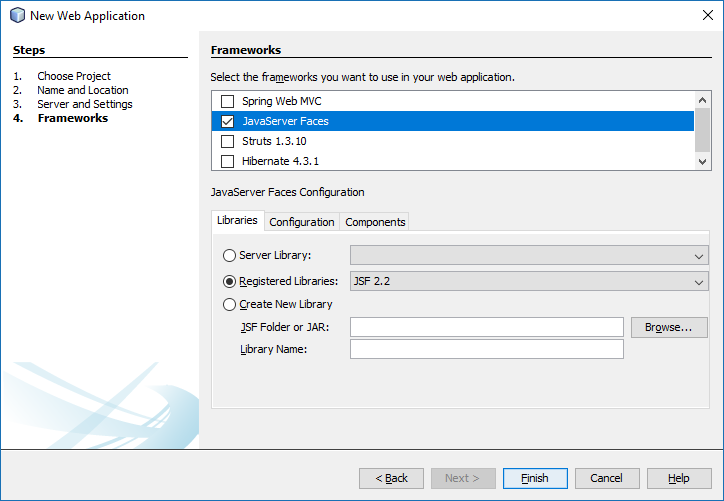 New Web Application
Steps
1. Choose Project
2. Name and Location
3. Server and Settings
4. Frameworks
Frameworks
Select the frameworks you want to use in your web application.
Spring Web MVC
JavaServer Faces
Struts 1.3.10
Hibernate 4.3.1
JavaServer Faces Configuration
Libraries Configuration Components
Server Library:
Registered Libraries: JSF 2.2
Create New Library
JSF Folder or JAR: Browse...
Library Name:
< Back Next > Finish Cancel Help